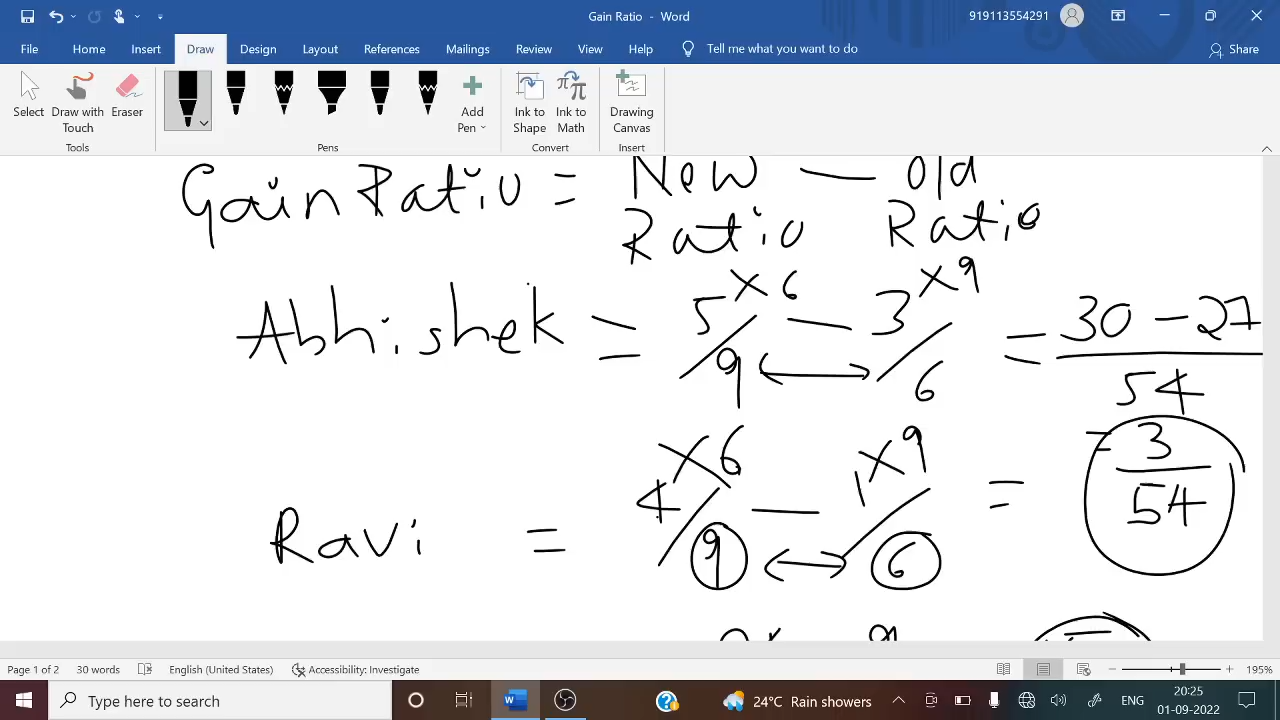 Gain Ratio - Word
919113554291
File Home Insert Draw Design Layout References Mailings Review View Help Tell me what you want to do Share
Select Draw with Touch Eraser Add Pen Ink to Shape Ink to Math Drawing Canvas
Tools Pens Convert Insert
Gain Ratio = New Ratio — Old Ratio
Abhishek = 5/9 ×6 — 3/6 ×9 = 30 – 27 / 54
= 3/54
Ravi = 4/9 ×6 — 1/6 ×9 =
Page 1 of 2 30 words English (United States) Accessibility: Investigate 195%
Type here to search
24°C Rain showers ENG 20:25 01-09-2022